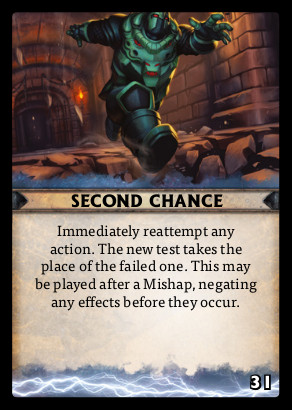 SECOND CHANCE
Immediately reattempt any
action. The new test takes the
place of the failed one. This may
be played after a Mishap, negating
any effects before they occur.
31